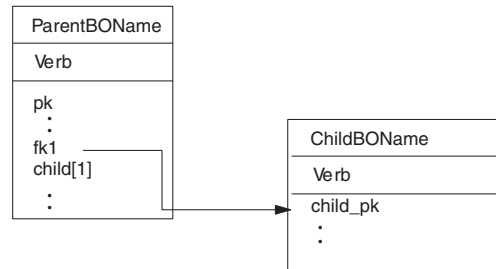 ParentBOName
Verb
pk
fk1
child[1]
ChildBOName
Verb
child_pk